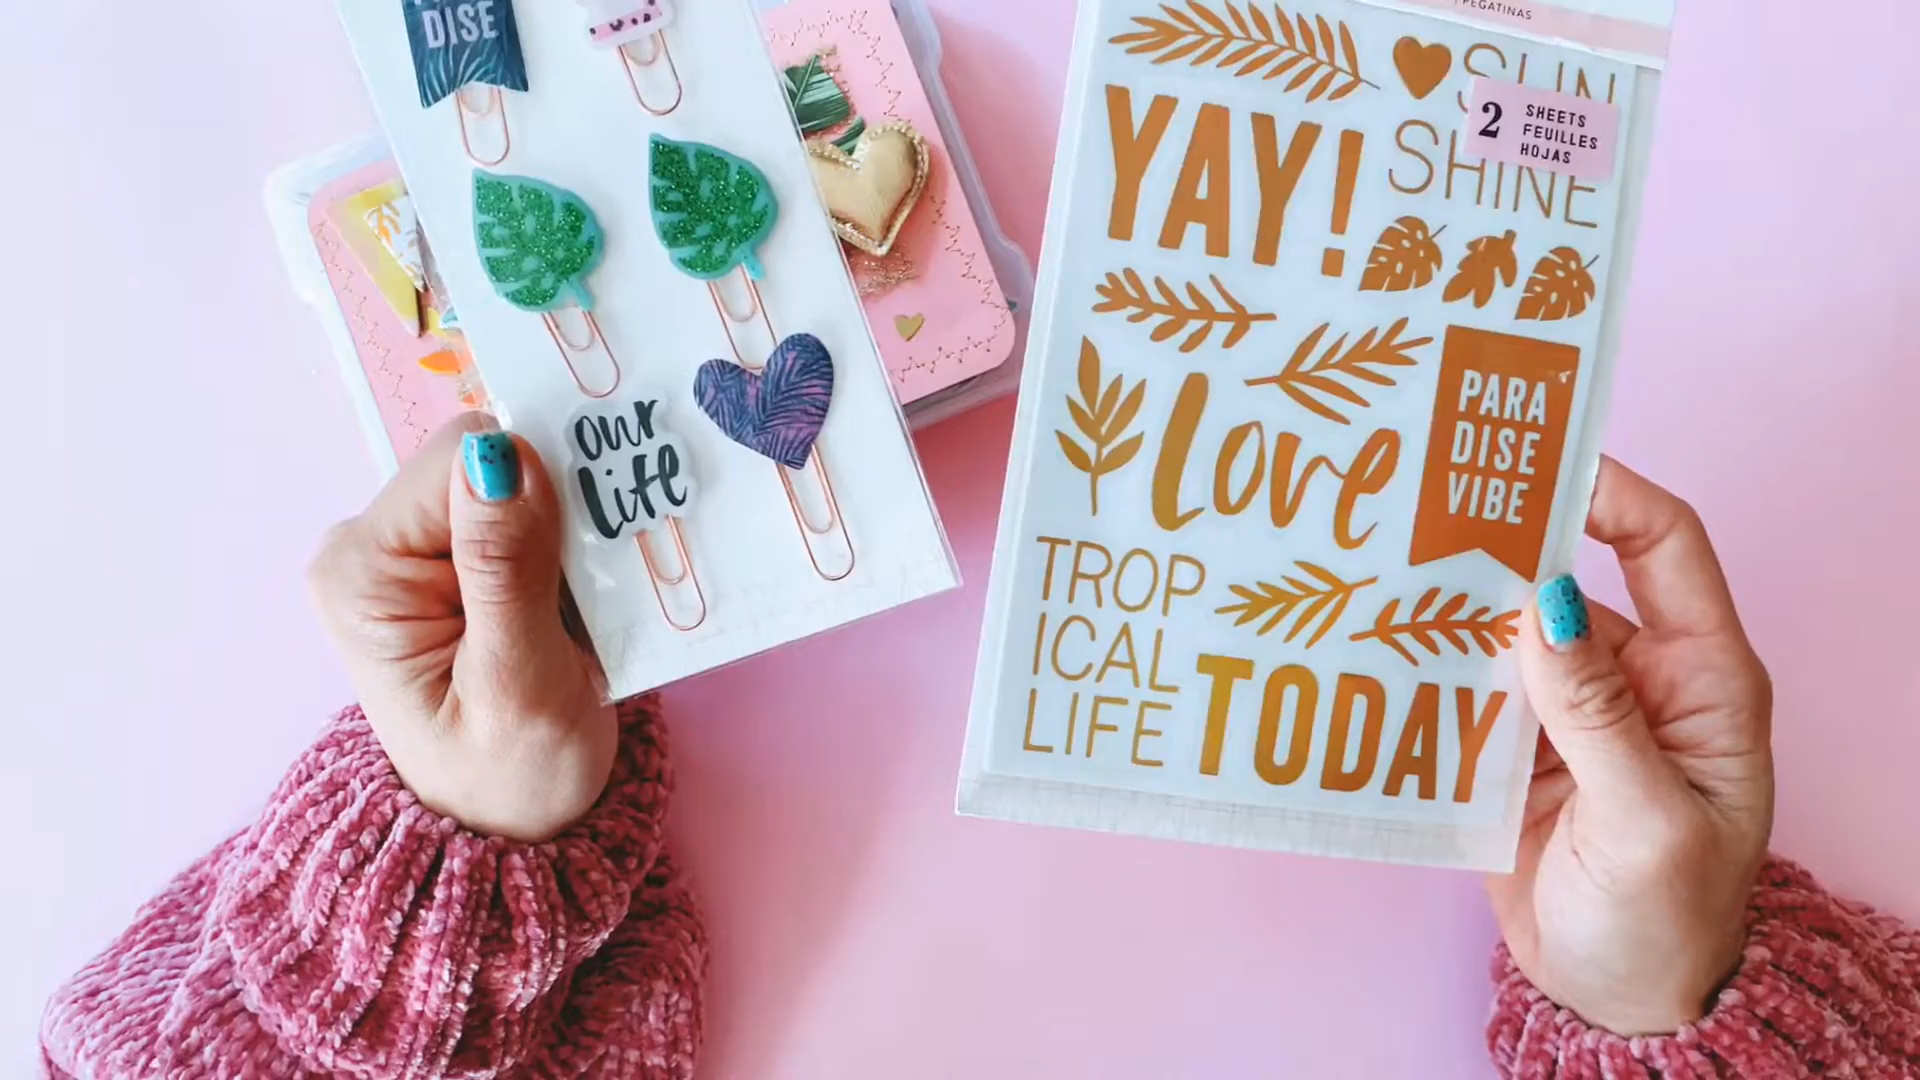 DISE
our
life
PEGATINAS
SUN
SHINE
2
SHEETS
FEUILLES
HOJAS
YAY!
Love
PARA
DISE
VIBE
TROP
ICAL
LIFE
TODAY